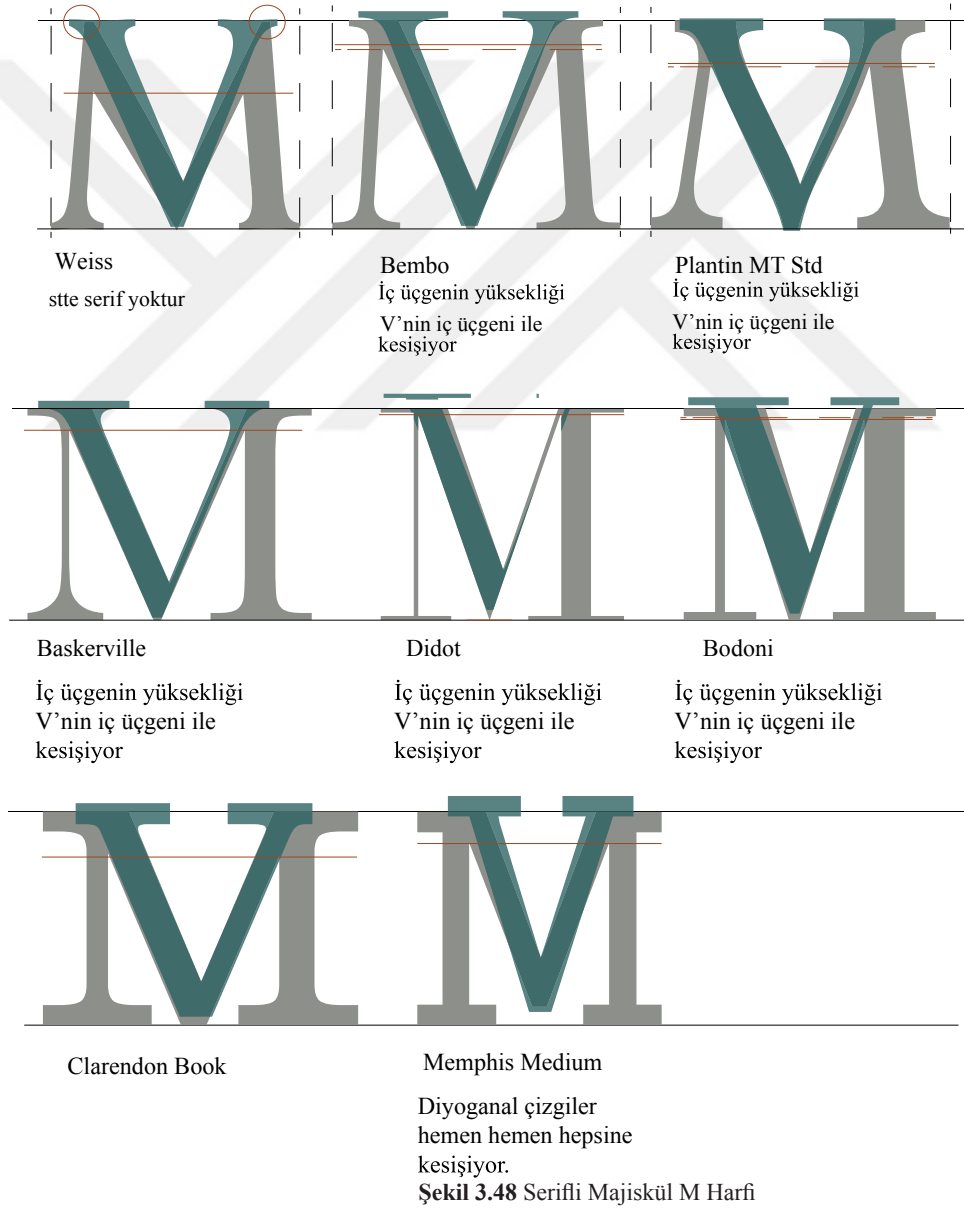 Weiss
stte serif yoktur
Bembo
İç üçgenin yüksekliği
V’nin iç üçgeni ile
kesişiyor
Plantin MT Std
İç üçgenin yüksekliği
V’nin iç üçgeni ile
kesişiyor
Baskerville
İç üçgenin yüksekliği
V’nin iç üçgeni ile
kesişiyor
Didot
İç üçgenin yüksekliği
V’nin iç üçgeni ile
kesişiyor
Bodoni
İç üçgenin yüksekliği
V’nin iç üçgeni ile
kesişiyor
Clarendon Book
Memphis Medium
Diyoganal çizgiler
hemen hemen hepsine
kesişiyor.
Şekil 3.48 Serifli Majiskül M Harfi